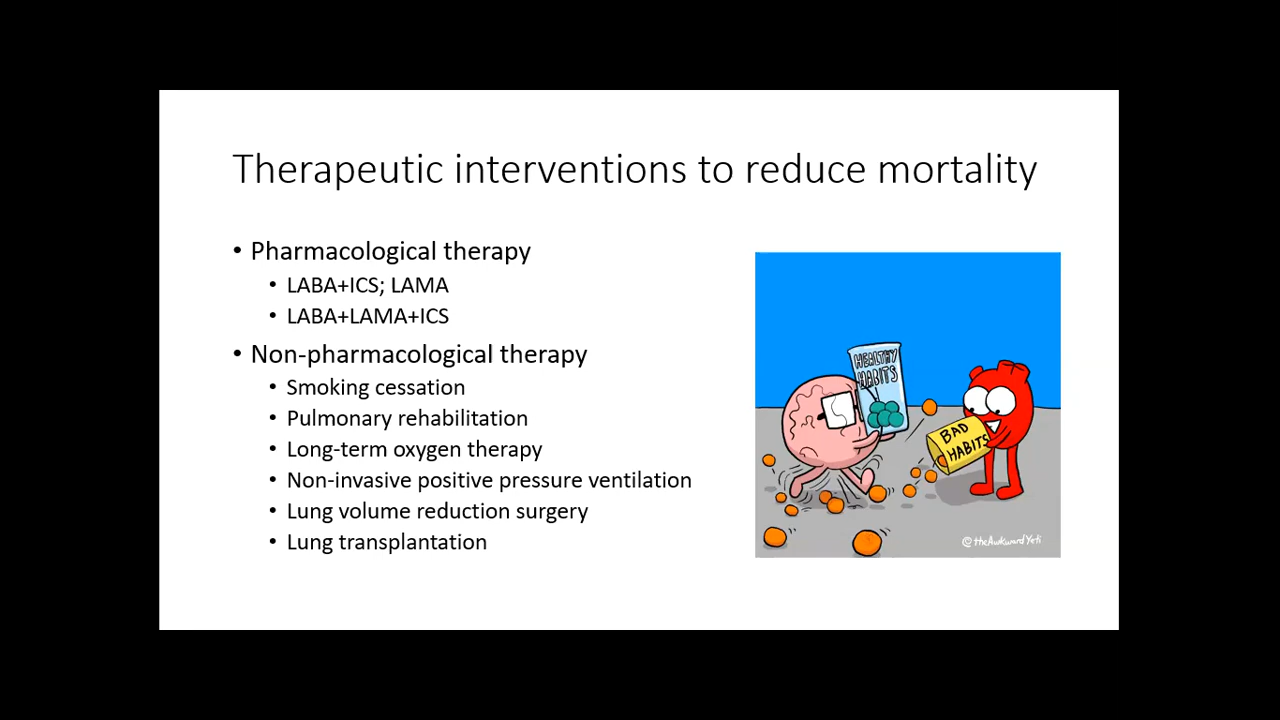 Therapeutic interventions to reduce mortality
• Pharmacological therapy
• LABA+ICS; LAMA
• LABA+LAMA+ICS
• Non-pharmacological therapy
• Smoking cessation
• Pulmonary rehabilitation
• Long-term oxygen therapy
• Non-invasive positive pressure ventilation
• Lung volume reduction surgery
• Lung transplantation
HEALTHY
HABITS
BAD
HABITS
© theAwkwardYeti